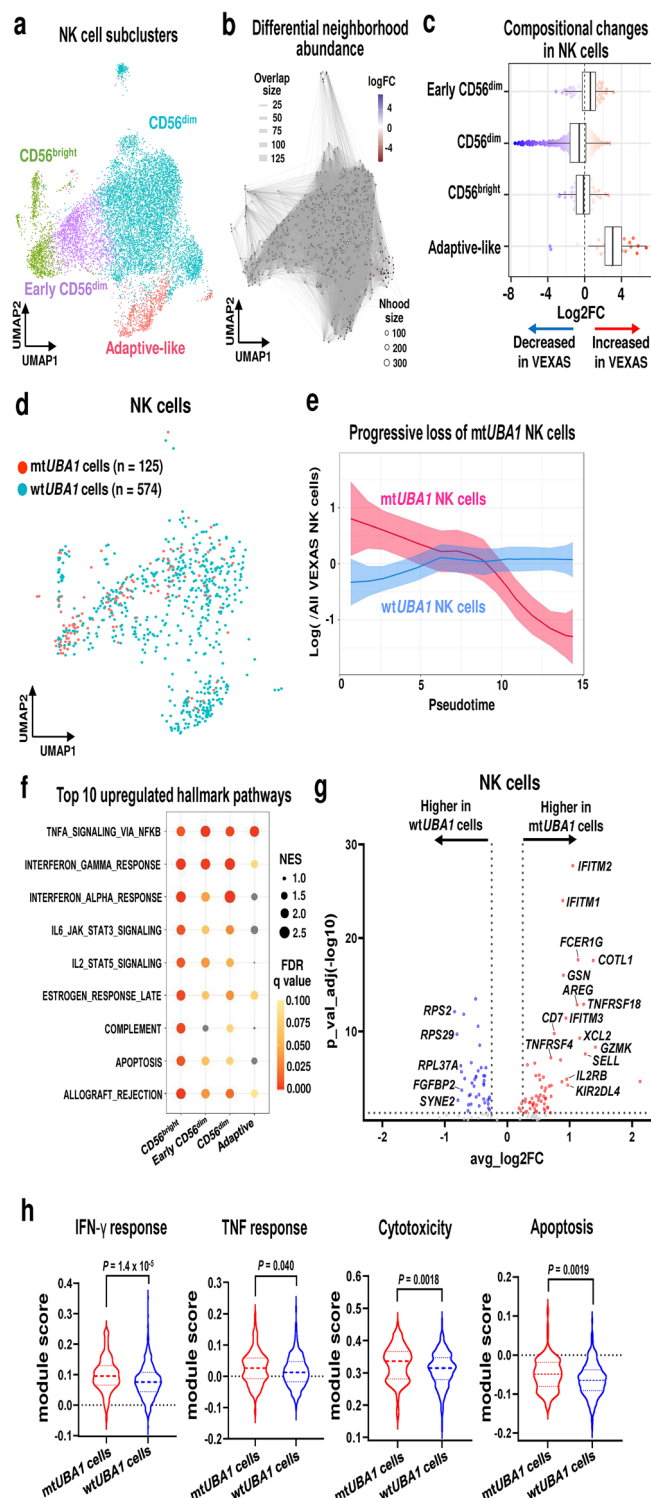 a
NK cell subclusters
CD56dim
CD56bright
Early CD56dim
Adaptive-like
UMAP2
UMAP1
b
Differential neighborhood
abundance
Overlap
size
25
50
75
100
125
logFC
4
0
-4
Nhood
size
100
200
300
UMAP2
UMAP1
c
Compositional changes
in NK cells
Early CD56dim
CD56dim
CD56bright
Adaptive-like
-8 -4 0 4
Log2FC
Decreased
in VEXAS
Increased
in VEXAS
d
NK cells
mtUBA1 cells (n = 125)
wtUBA1 cells (n = 574)
UMAP2
UMAP1
e
Progressive loss of mtUBA1 NK cells
Log( /All VEXAS NK cells)
1
0
-1
mtUBA1 NK cells
wtUBA1 NK cells
0 5 10 15
Pseudotime
f
Top 10 upregulated hallmark pathways
TNFA_SIGNALING_VIA_NFKB
INTERFERON_GAMMA_RESPONSE
INTERFERON_ALPHA_RESPONSE
IL6_JAK_STAT3_SIGNALING
IL2_STAT5_SIGNALING
ESTROGEN_RESPONSE_LATE
COMPLEMENT
APOPTOSIS
ALLOGRAFT_REJECTION
CD56bright
Early CD56dim
CD56dim
Adaptive
NES
1.0
1.5
2.0
2.5
FDR
q value
0.100
0.075
0.050
0.025
0.000
g
NK cells
Higher in
wtUBA1 cells
Higher in
mtUBA1 cells
p_val_adj(-log10)
30
20
10
0
IFITM2
IFITM1
FCER1G
COTL1
GSN
AREG
TNFRSF18
CD7
IFITM3
XCL2
TNFRSF4
GZMK
SELL
IL2RB
KIR2DL4
RPS2
RPS29
RPL37A
FGFBP2
SYNE2
-2 -1 0 1 2
avg_log2FC
h
IFN-γ response
P = 1.4 x 10-5
module score
0.4
0.3
0.2
0.1
0.0
-0.1
mtUBA1 cells
wtUBA1 cells
TNF response
P = 0.040
module score
0.4
0.2
0.0
-0.2
mtUBA1 cells
wtUBA1 cells
Cytotoxicity
P = 0.0018
module score
0.6
0.5
0.4
0.3
0.2
0.1
mtUBA1 cells
wtUBA1 cells
Apoptosis
P = 0.0019
module score
0.2
0.1
0.0
-0.1
-0.2
mtUBA1 cells
wtUBA1 cells